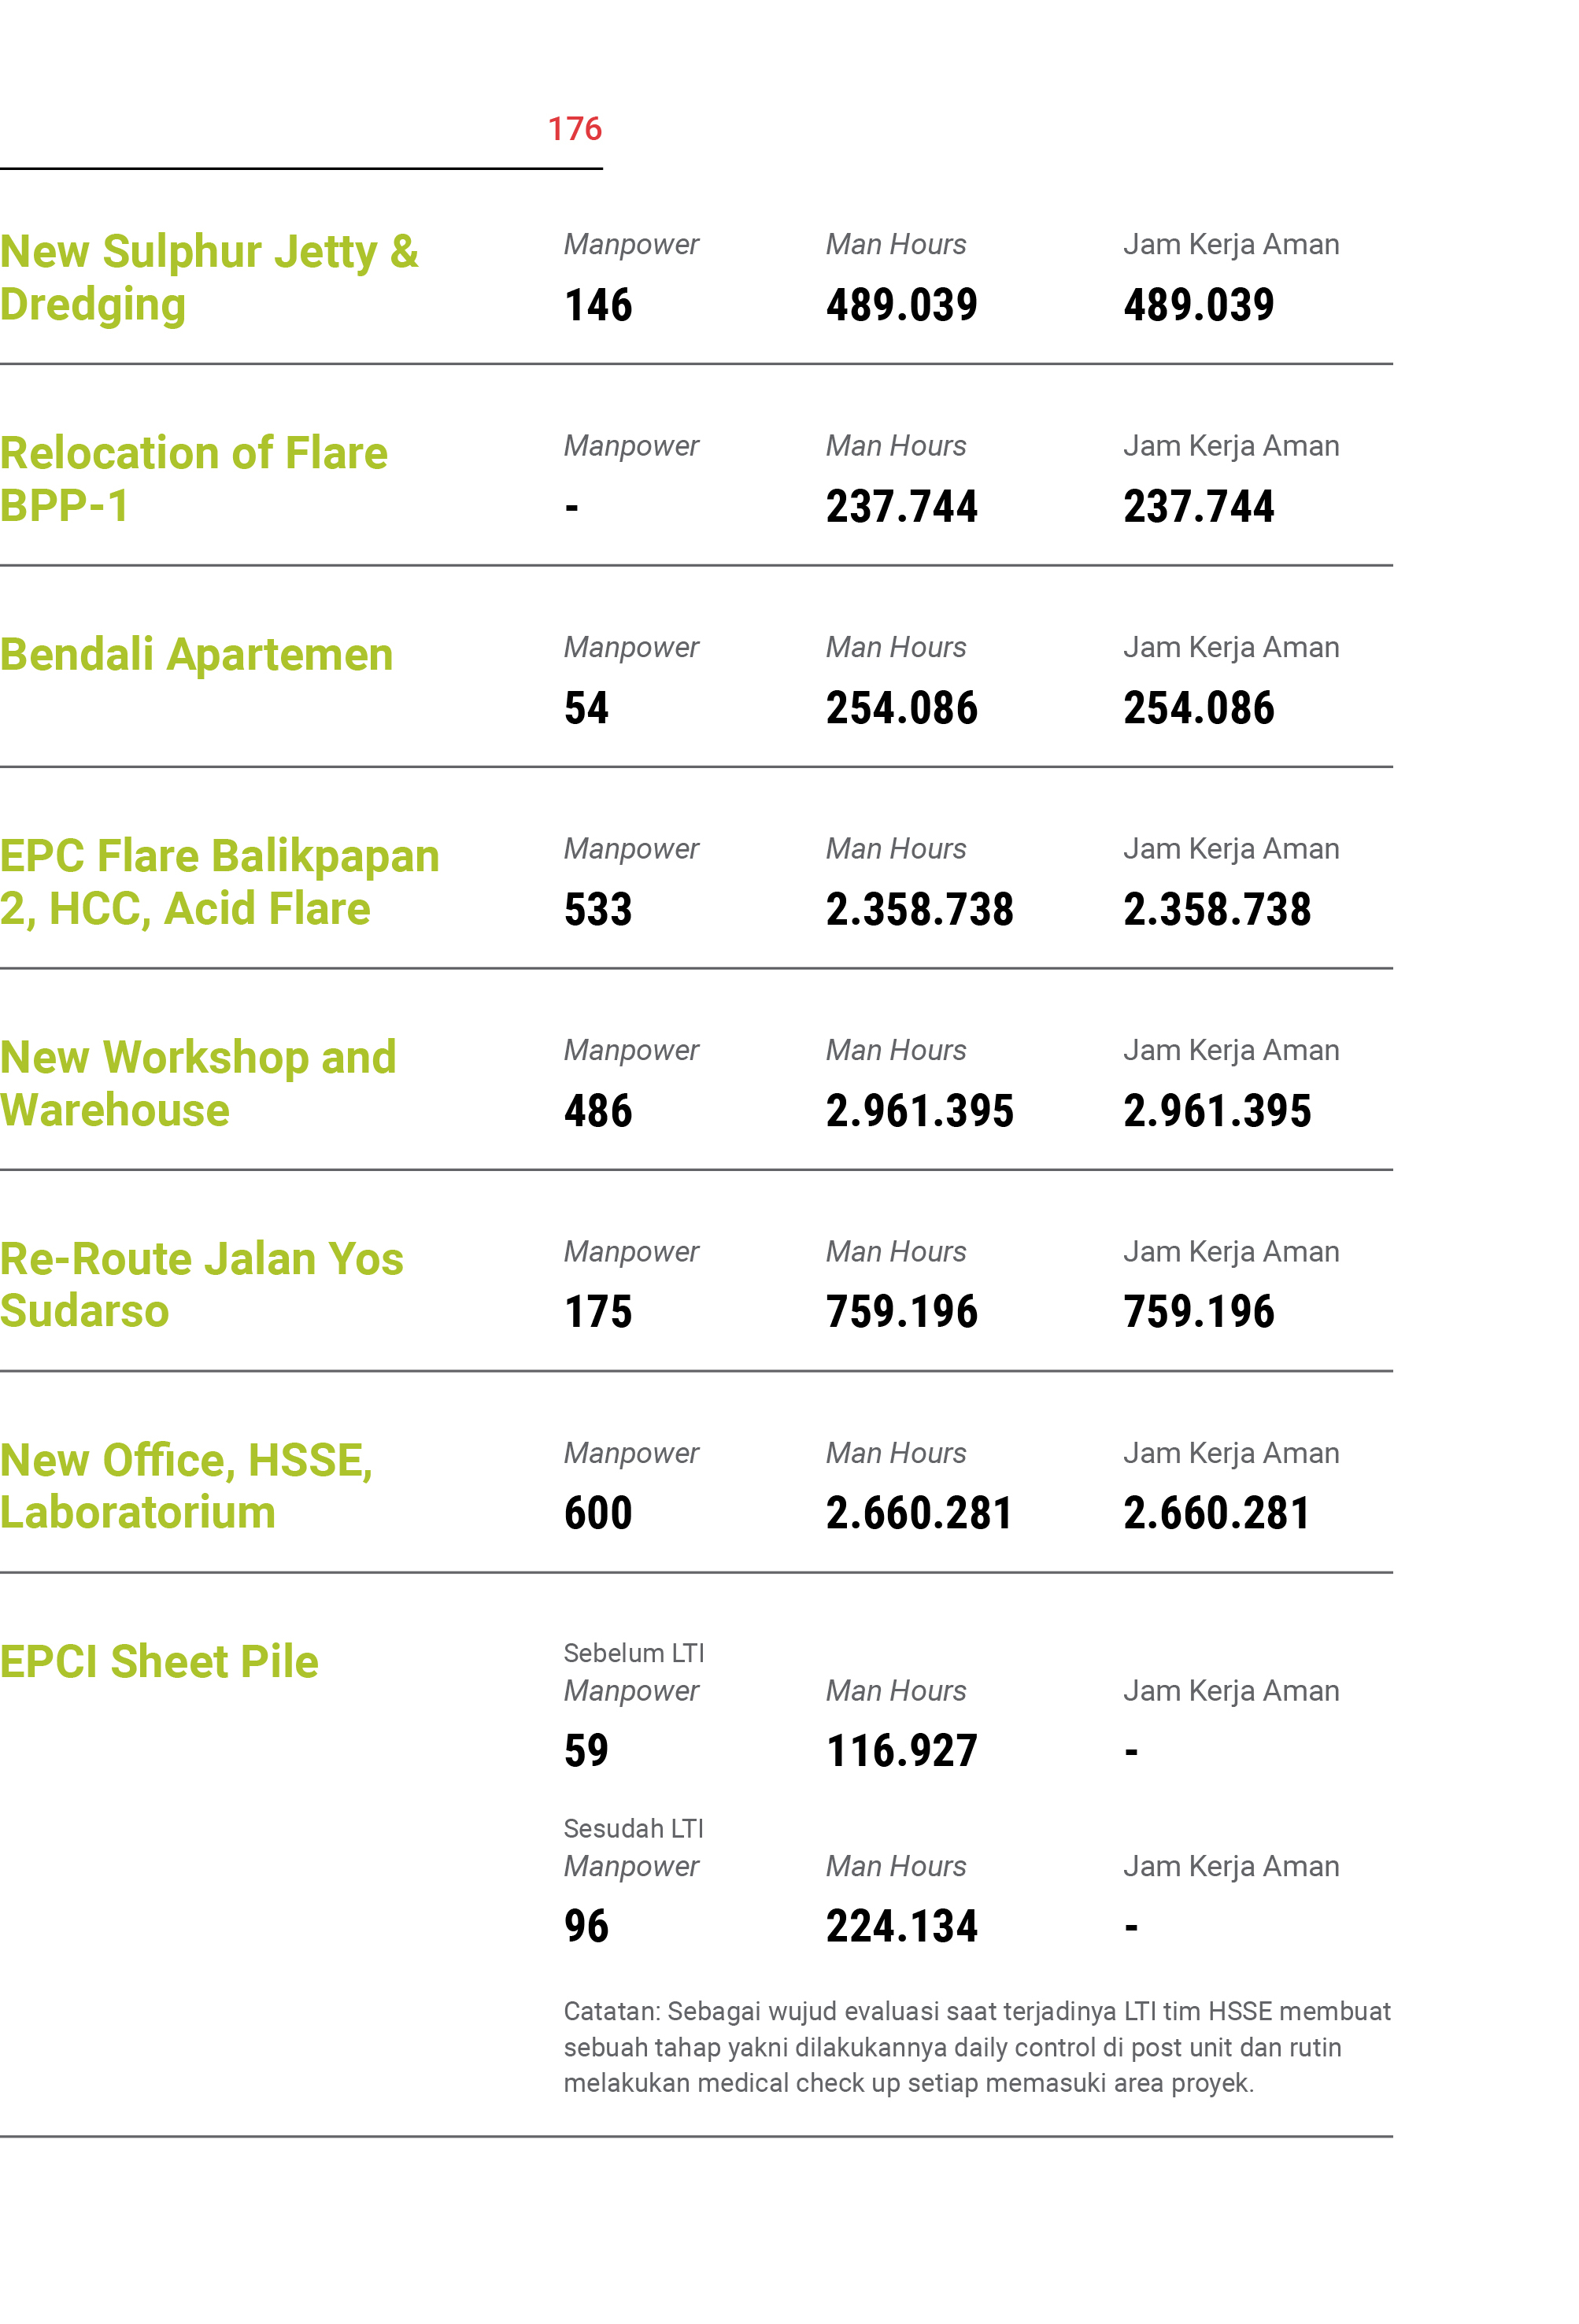 176
New Sulphur Jetty &
Dredging
Manpower
Man Hours
Jam Kerja Aman
146
489.039
489.039
Relocation of Flare
BPP-1
Manpower
Man Hours
Jam Kerja Aman
-
237.744
237.744
Bendali Apartemen
Manpower
Man Hours
Jam Kerja Aman
54
254.086
254.086
EPC Flare Balikpapan
2, HCC, Acid Flare
Manpower
Man Hours
Jam Kerja Aman
533
2.358.738
2.358.738
New Workshop and
Warehouse
Manpower
Man Hours
Jam Kerja Aman
486
2.961.395
2.961.395
Re-Route Jalan Yos
Sudarso
Manpower
Man Hours
Jam Kerja Aman
175
759.196
759.196
New Office, HSSE,
Laboratorium
Manpower
Man Hours
Jam Kerja Aman
600
2.660.281
2.660.281
EPCI Sheet Pile
Sebelum LTI
Manpower
Man Hours
Jam Kerja Aman
59
116.927
-
Sesudah LTI
Manpower
Man Hours
Jam Kerja Aman
96
224.134
-
Catatan: Sebagai wujud evaluasi saat terjadinya LTI tim HSSE membuat
sebuah tahap yakni dilakukannya daily control di post unit dan rutin
melakukan medical check up setiap memasuki area proyek.